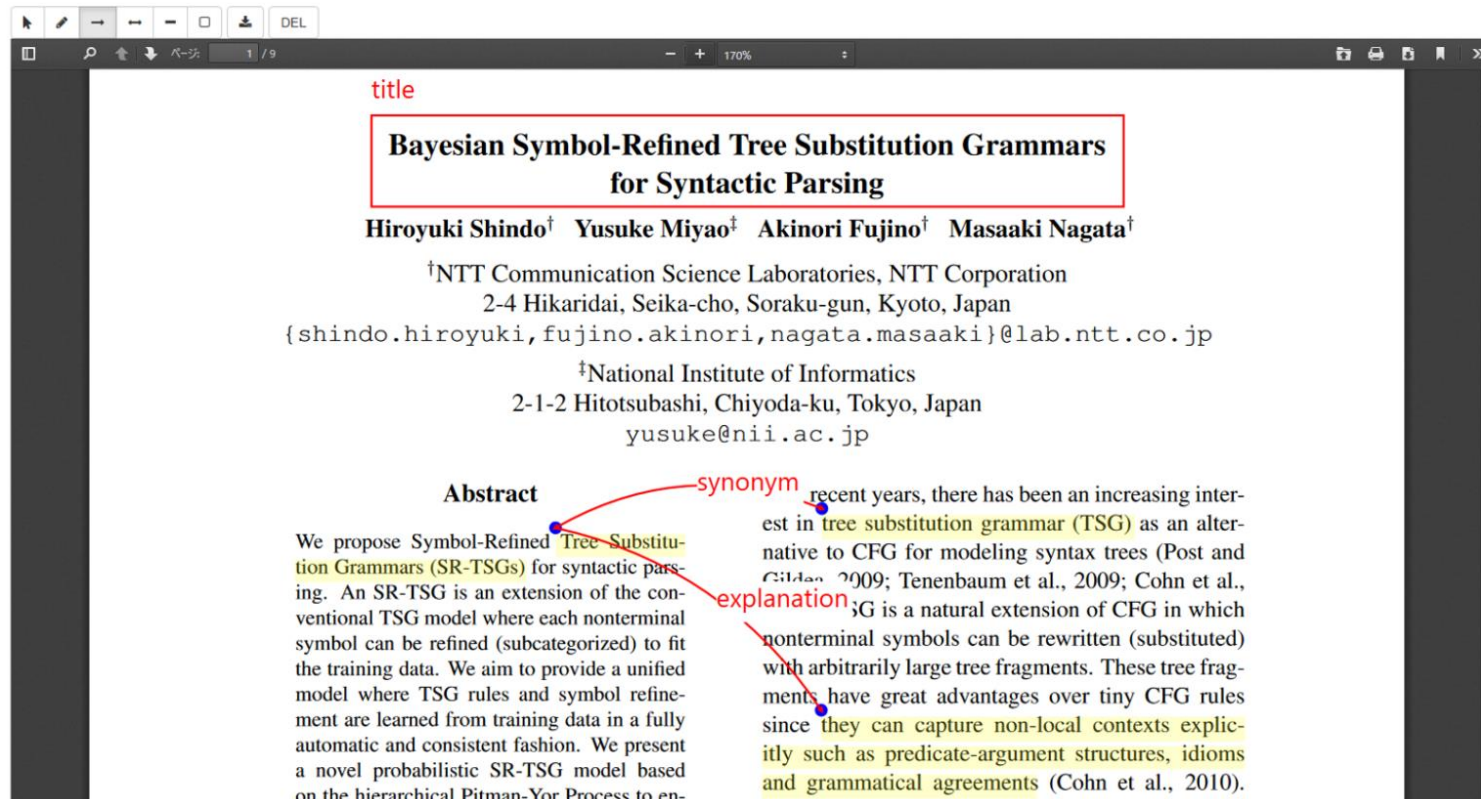 DEL
ページ: 1 / 9
170%
title
Bayesian Symbol-Refined Tree Substitution Grammars
for Syntactic Parsing
Hiroyuki Shindo† Yusuke Miyao‡ Akinori Fujino† Masaaki Nagata†
†NTT Communication Science Laboratories, NTT Corporation
2-4 Hikaridai, Seika-cho, Soraku-gun, Kyoto, Japan
{shindo.hiroyuki,fujino.akinori,nagata.masaaki}@lab.ntt.co.jp
‡National Institute of Informatics
2-1-2 Hitotsubashi, Chiyoda-ku, Tokyo, Japan
yusuke@nii.ac.jp
Abstract
We propose Symbol-Refined Tree Substitu-
tion Grammars (SR-TSGs) for syntactic pars-
ing. An SR-TSG is an extension of the con-
ventional TSG model where each nonterminal
symbol can be refined (subcategorized) to fit
the training data. We aim to provide a unified
model where TSG rules and symbol refine-
ment are learned from training data in a fully
automatic and consistent fashion. We present
a novel probabilistic SR-TSG model based
on the hierarchical Pitman-Yor Process to en-
synonym
explanation
recent years, there has been an increasing inter-
est in tree substitution grammar (TSG) as an alter-
native to CFG for modeling syntax trees (Post and
2009; Tenenbaum et al., 2009; Cohn et al.,
SG is a natural extension of CFG in which
nonterminal symbols can be rewritten (substituted)
with arbitrarily large tree fragments. These tree frag-
ments have great advantages over tiny CFG rules
since they can capture non-local contexts explic-
itly such as predicate-argument structures, idioms
and grammatical agreements (Cohn et al., 2010).